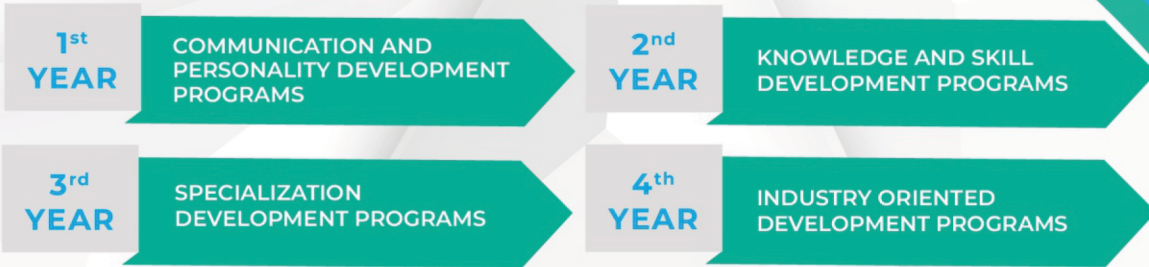 1st
YEAR
COMMUNICATION AND
PERSONALITY DEVELOPMENT
PROGRAMS
2nd
YEAR
KNOWLEDGE AND SKILL
DEVELOPMENT PROGRAMS
3rd
YEAR
SPECIALIZATION
DEVELOPMENT PROGRAMS
4th
YEAR
INDUSTRY ORIENTED
DEVELOPMENT PROGRAMS